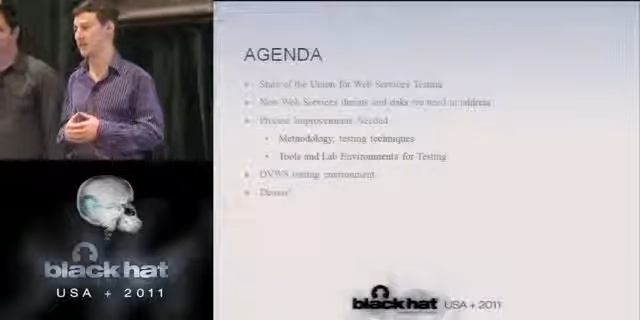 AGENDA
State of the Union for Web Services Testing
New Web Services threats and risks we need to address
Process Improvements Needed
Methodology, testing techniques
Tools and Lab Environments for Testing
DVWS testing environment
Demos!
black hat
USA + 2011
black hat USA + 2011